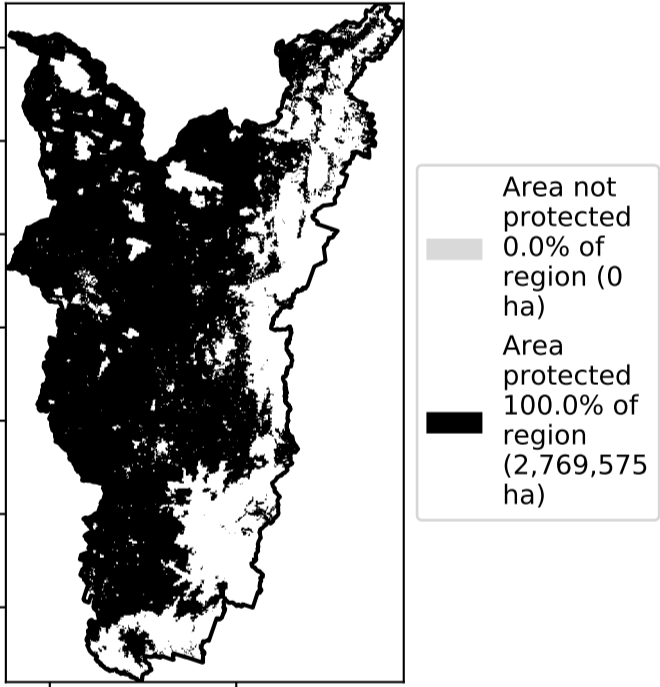 Area not
protected
0.0% of
region (0
ha)
Area
protected
100.0% of
region
(2,769,575
ha)